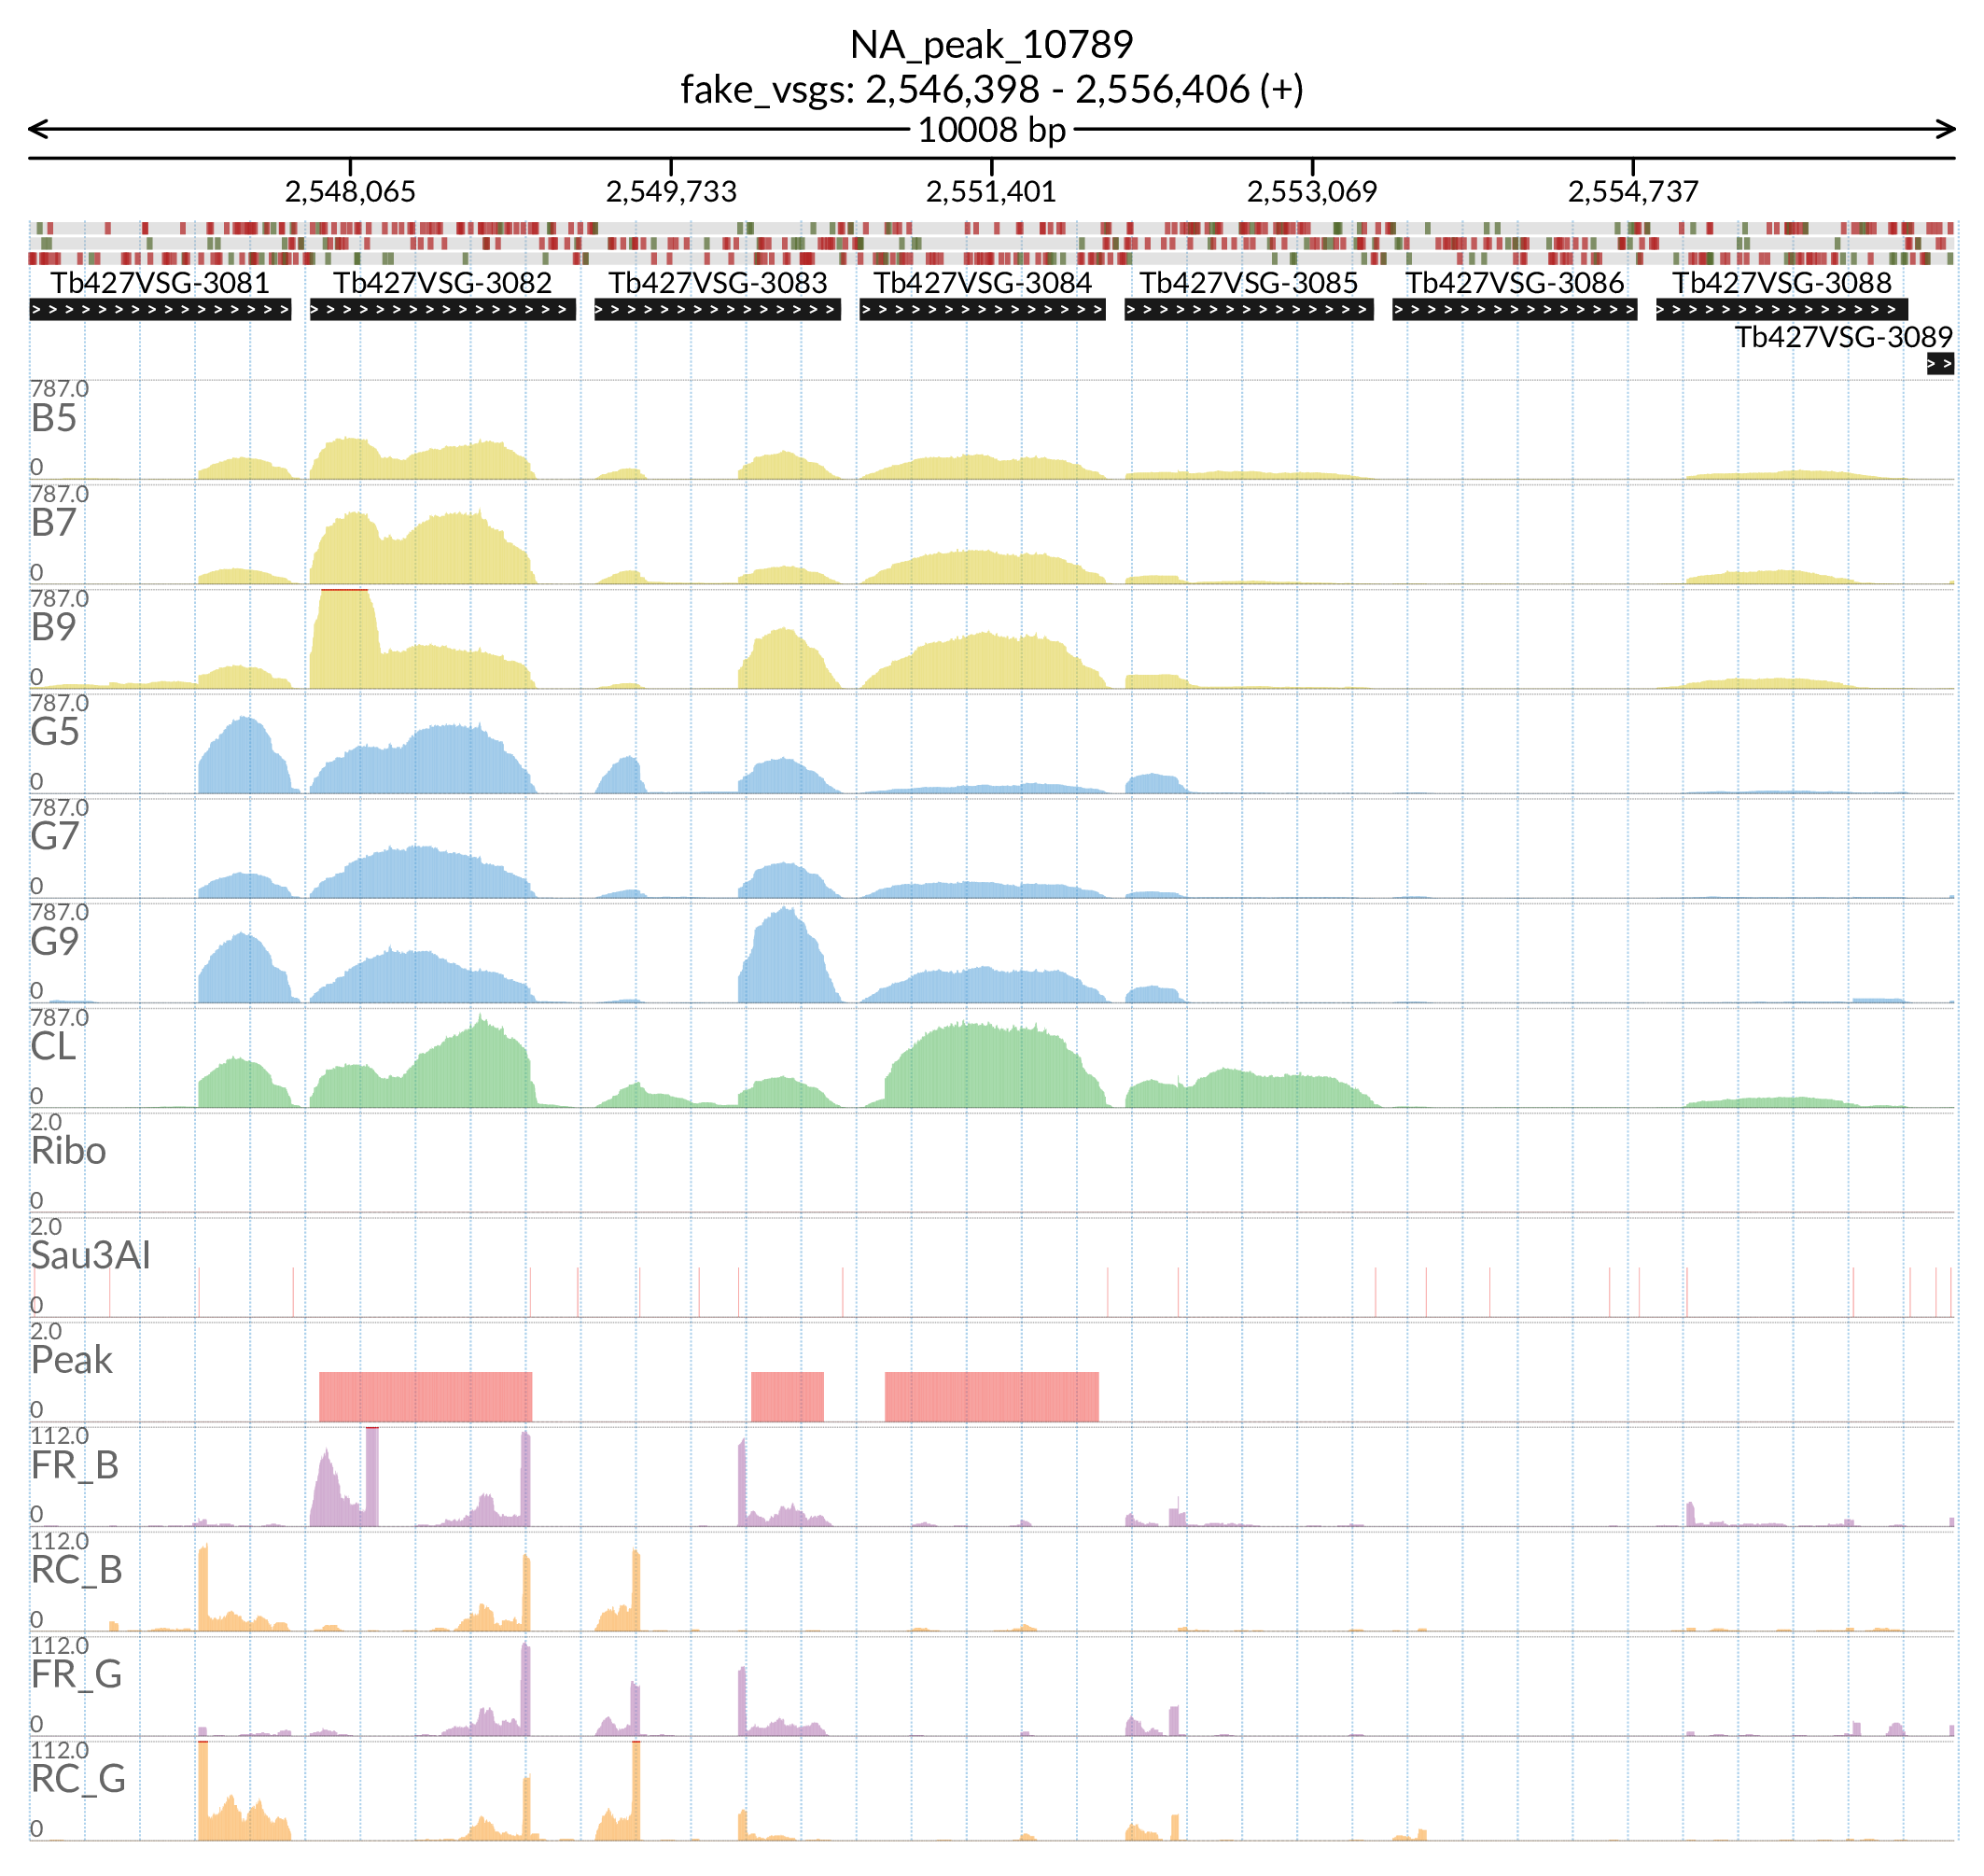 NA_peak_10789
fake_vsgs: 2,546,398 - 2,556,406 (+)
10008 bp
2,548,065 2,549,733 2,551,401 2,553,069 2,554,737
Tb427VSG-3081 Tb427VSG-3082 Tb427VSG-3083 Tb427VSG-3084 Tb427VSG-3085 Tb427VSG-3086 Tb427VSG-3088
Tb427VSG-3089
787.0
B5
0
787.0
B7
0
787.0
B9
0
787.0
G5
0
787.0
G7
0
787.0
G9
0
787.0
CL
0
2.0
Ribo
0
2.0
Sau3AI
0
2.0
Peak
0
112.0
FR_B
0
112.0
RC_B
0
112.0
FR_G
0
112.0
RC_G
0